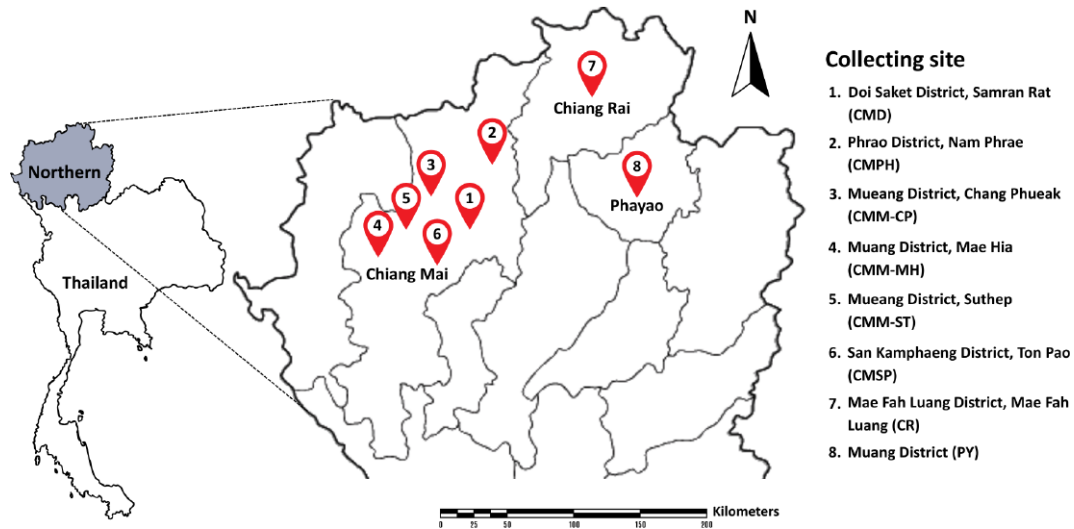 Northern
Thailand
7
Chiang Rai
2
3
8
Phayao
5
1
4
6
Chiang Mai
N
Collecting site
1. Doi Saket District, Samran Rat
(CMD)
2. Phrao District, Nam Phrae
(CMPH)
3. Mueang District, Chang Phueak
(CMM-CP)
4. Muang District, Mae Hia
(CMM-MH)
5. Mueang District, Suthep
(CMM-ST)
6. San Kamphaeng District, Ton Pao
(CMSP)
7. Mae Fah Luang District, Mae Fah
Luang (CR)
8. Muang District (PY)
Kilometers
0 25 50 100 150 200